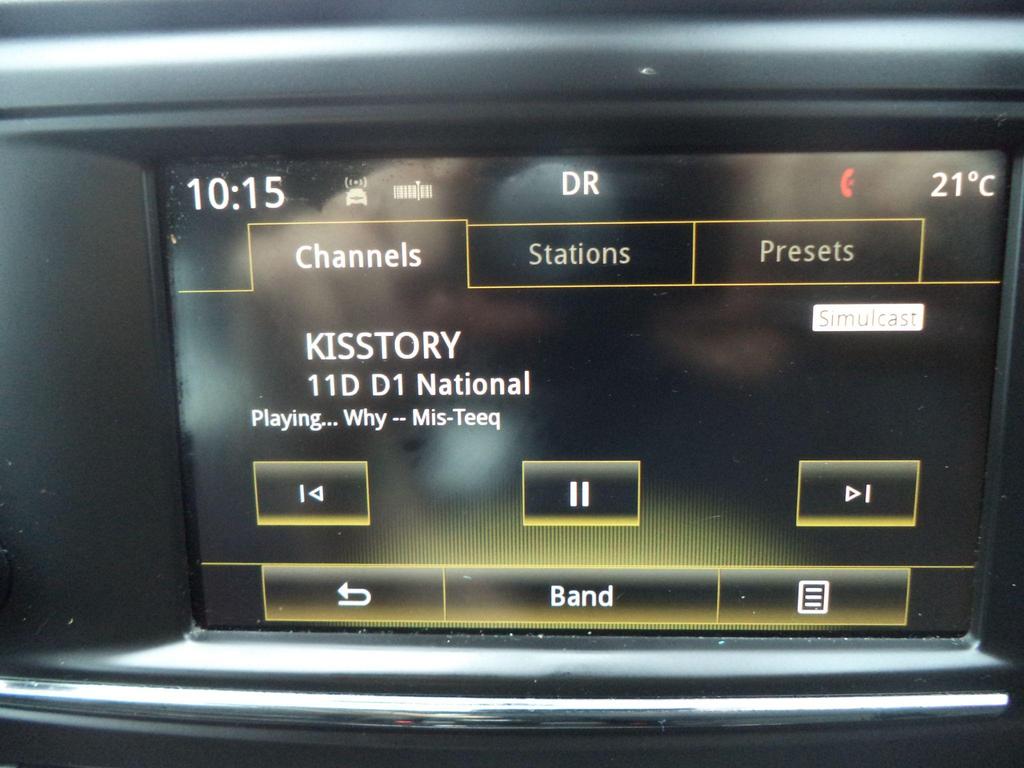 10:15 DR 21°C
Channels Stations Presets
Simulcast
KISSTORY
11D D1 National
Playing... Why -- Mis-Teeq
Band